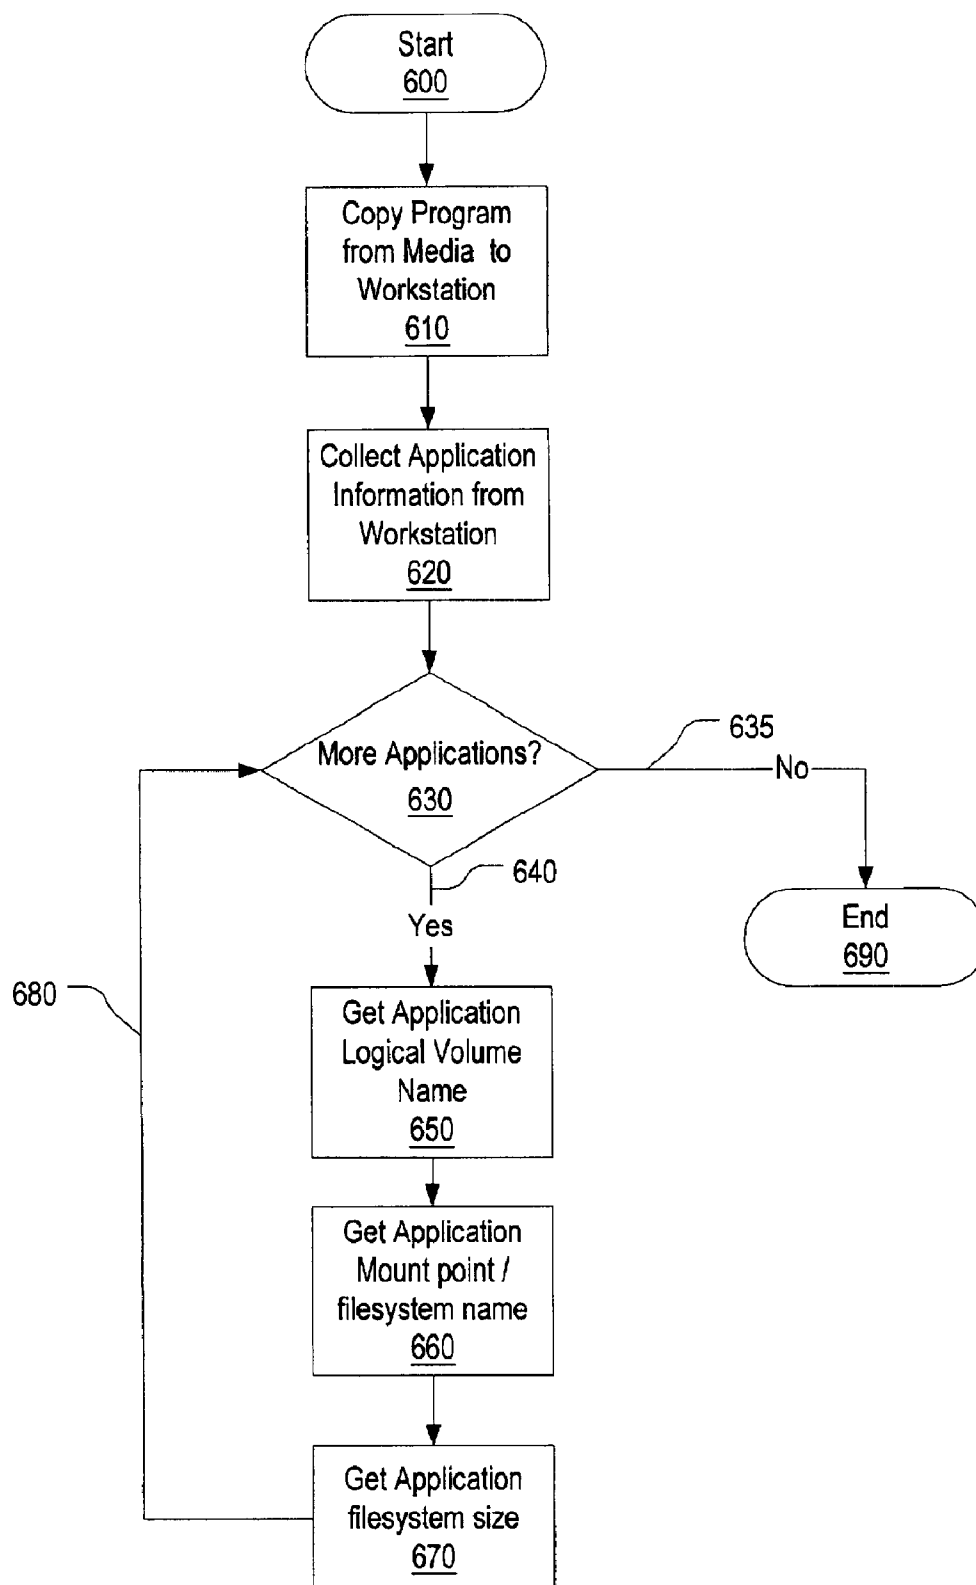 Start
600
Copy Program
from Media to
Workstation
610
Collect Application
Information from
Workstation
620
More Applications?
630
635
No
640
Yes
End
690
680
Get Application
Logical Volume
Name
650
Get Application
Mount point /
filesystem name
660
Get Application
filesystem size
670